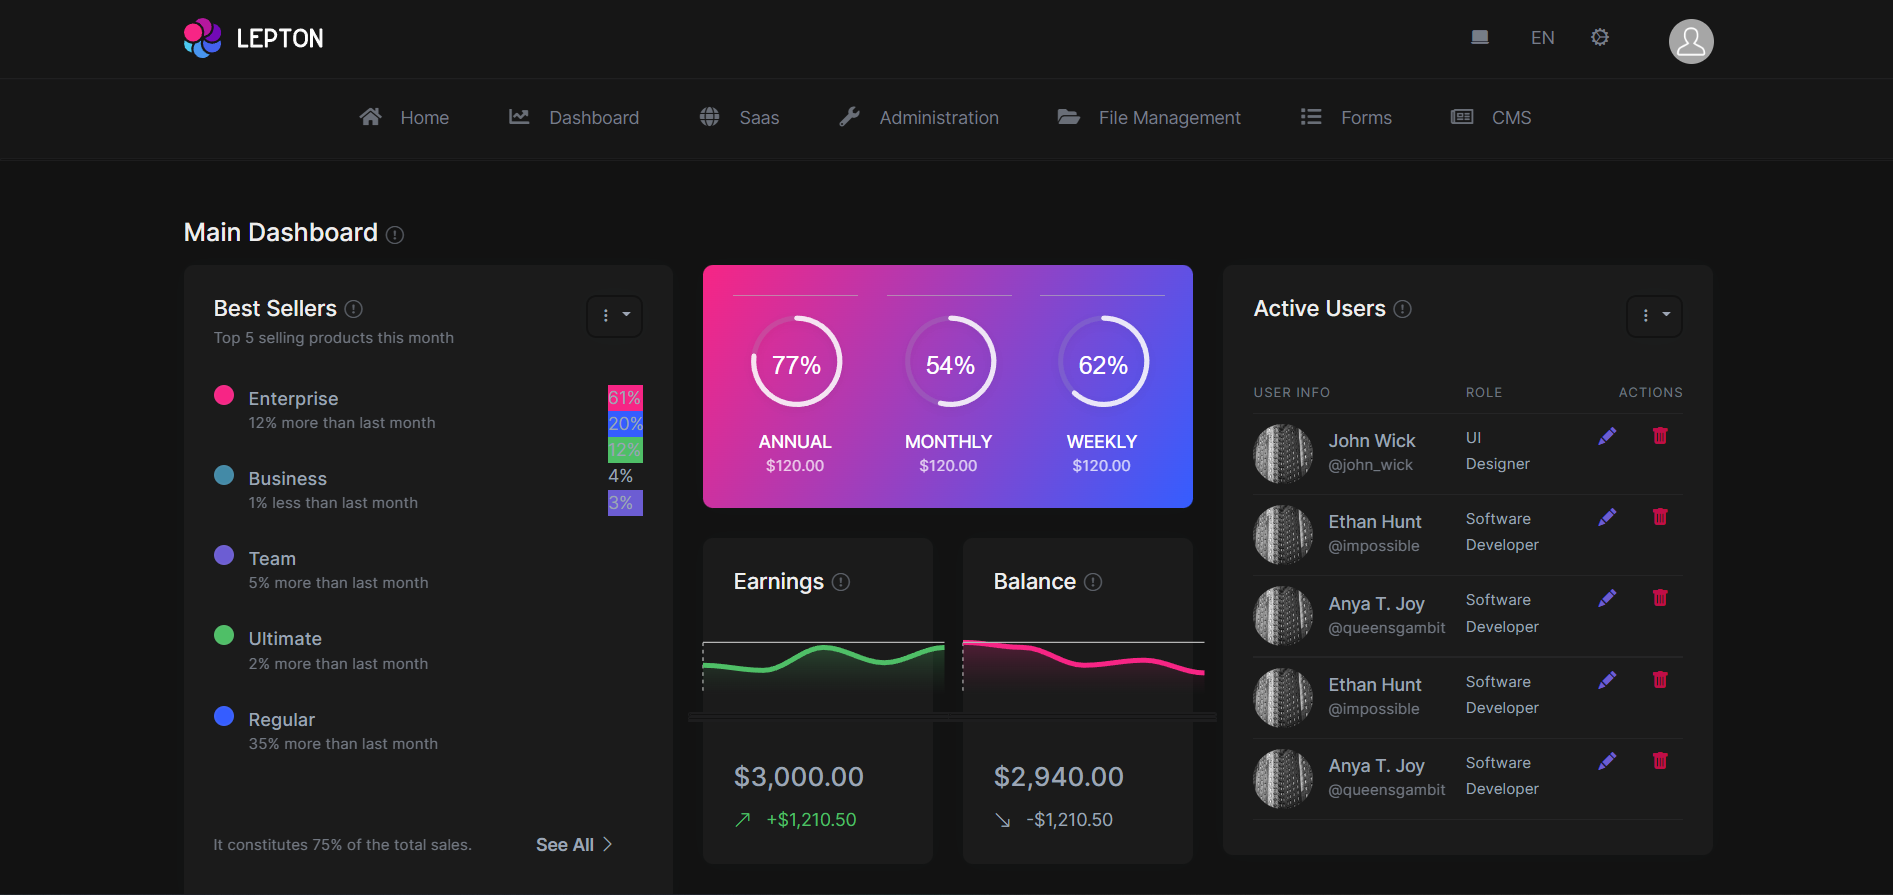 LEPTON
EN
Home
Dashboard
Saas
Administration
File Management
Forms
CMS
Main Dashboard
Best Sellers
Top 5 selling products this month
Enterprise
12% more than last month
Business
1% less than last month
Team
5% more than last month
Ultimate
2% more than last month
Regular
35% more than last month
61%
20%
12%
4%
3%
It constitutes 75% of the total sales.
See All
77%
ANNUAL
$120.00
54%
MONTHLY
$120.00
62%
WEEKLY
$120.00
Earnings
$3,000.00
+$1,210.50
Balance
$2,940.00
-$1,210.50
Active Users
USER INFO
ROLE
ACTIONS
John Wick
@john_wick
UI
Designer
Ethan Hunt
@impossible
Software
Developer
Anya T. Joy
@queensgambit
Software
Developer
Ethan Hunt
@impossible
Software
Developer
Anya T. Joy
@queensgambit
Software
Developer